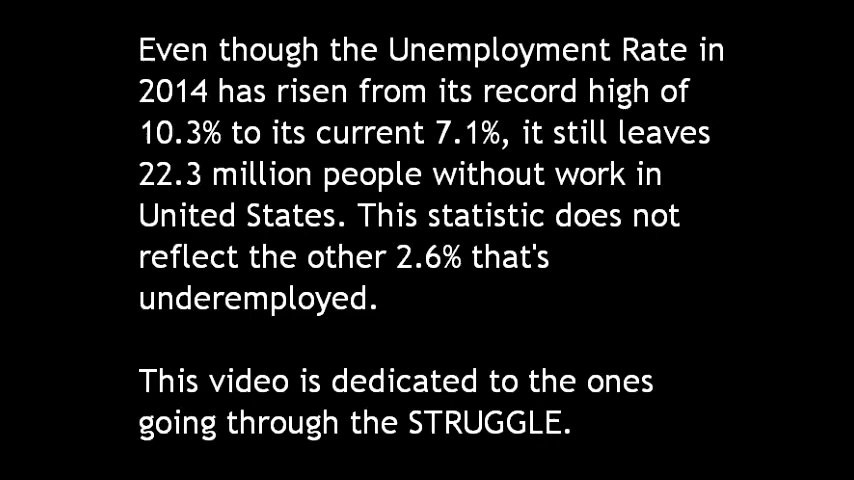 Even though the Unemployment Rate in
2014 has risen from its record high of
10.3% to its current 7.1%, it still leaves
22.3 million people without work in
United States. This statistic does not
reflect the other 2.6% that's
underemployed.
This video is dedicated to the ones
going through the STRUGGLE.